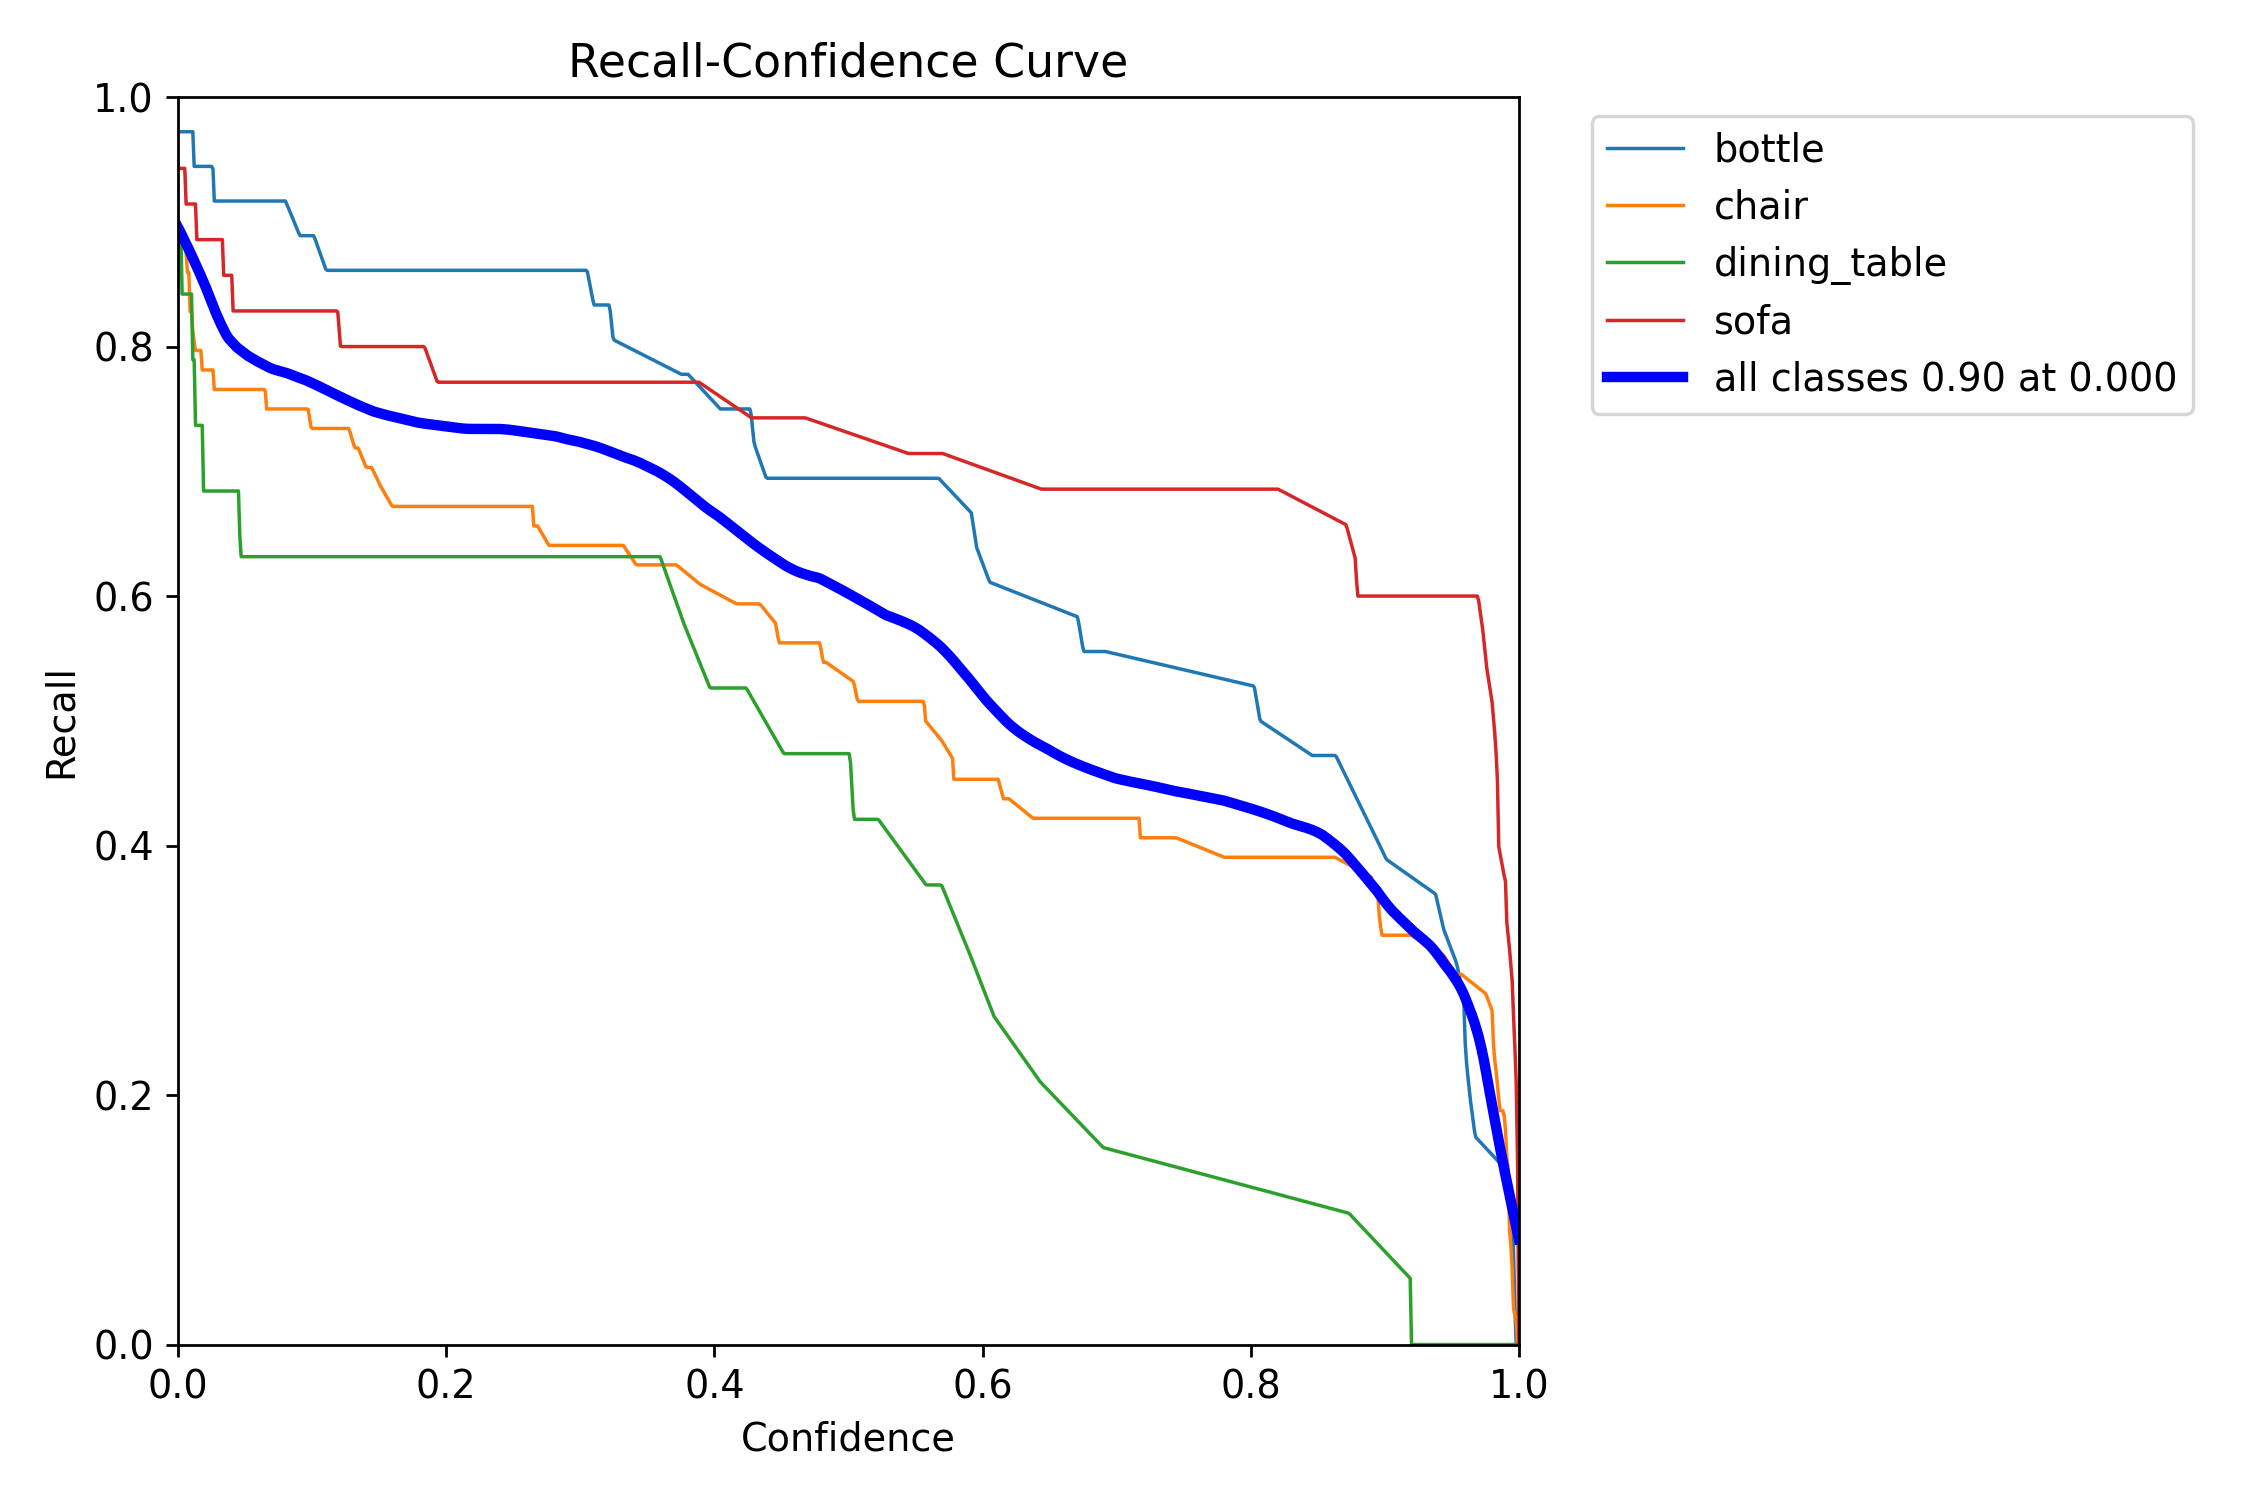 Recall-Confidence Curve
1.0
0.8
0.6
0.4
0.2
0.0
Recall
0.0 0.2 0.4 0.6 0.8 1.0
Confidence
bottle
chair
dining_table
sofa
all classes 0.90 at 0.000